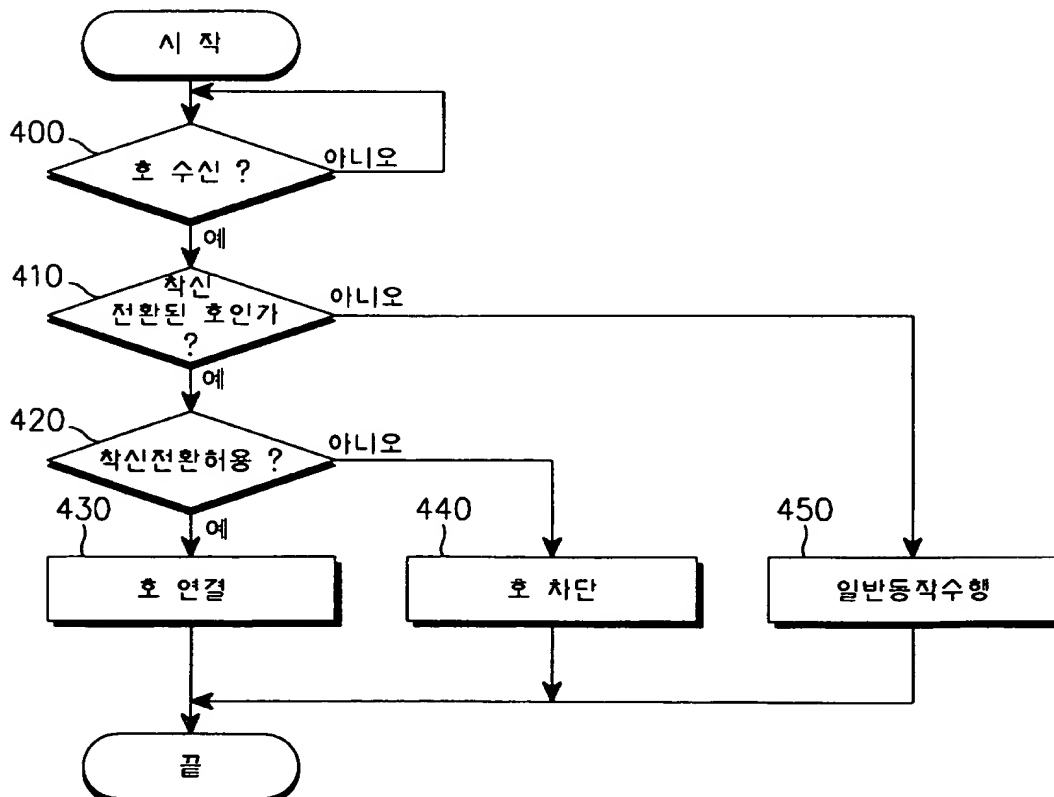 시 작
400
호 수신 ?
아니오
예
410
착신
전환된 호인가
?
아니오
예
420
착신전환허용 ?
아니오
예
430
호 연결
440
호 차단
450
일반동작수행
끝